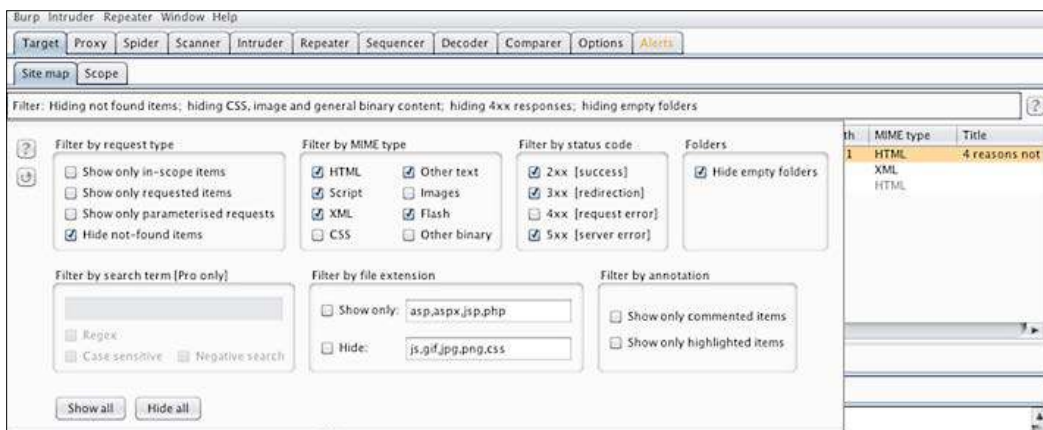 Burp Intruder Repeater Window Help
Target Proxy Spider Scanner Intruder Repeater Sequencer Decoder Comparer Options Alerts
Site map Scope
Filter: Hiding not found items; hiding CSS, image and general binary content; hiding 4xx responses; hiding empty folders ?
th MIME type Title
1 HTML 4 reasons not
XML
HTML
?
Filter by request type
Show only in-scope items
Show only requested items
Show only parameterised requests
Hide not-found items
Filter by MIME type
HTML Other text
Script Images
XML Flash
CSS Other binary
Filter by status code
2xx [success]
3xx [redirection]
4xx [request error]
5xx [server error]
Folders
Hide empty folders
Filter by search term [Pro only]
Regex
Case sensitive Negative search
Filter by file extension
Show only: asp,aspx,jsp,php
Hide: js,gif,jpg,png,css
Filter by annotation
Show only commented items
Show only highlighted items
Show all Hide all